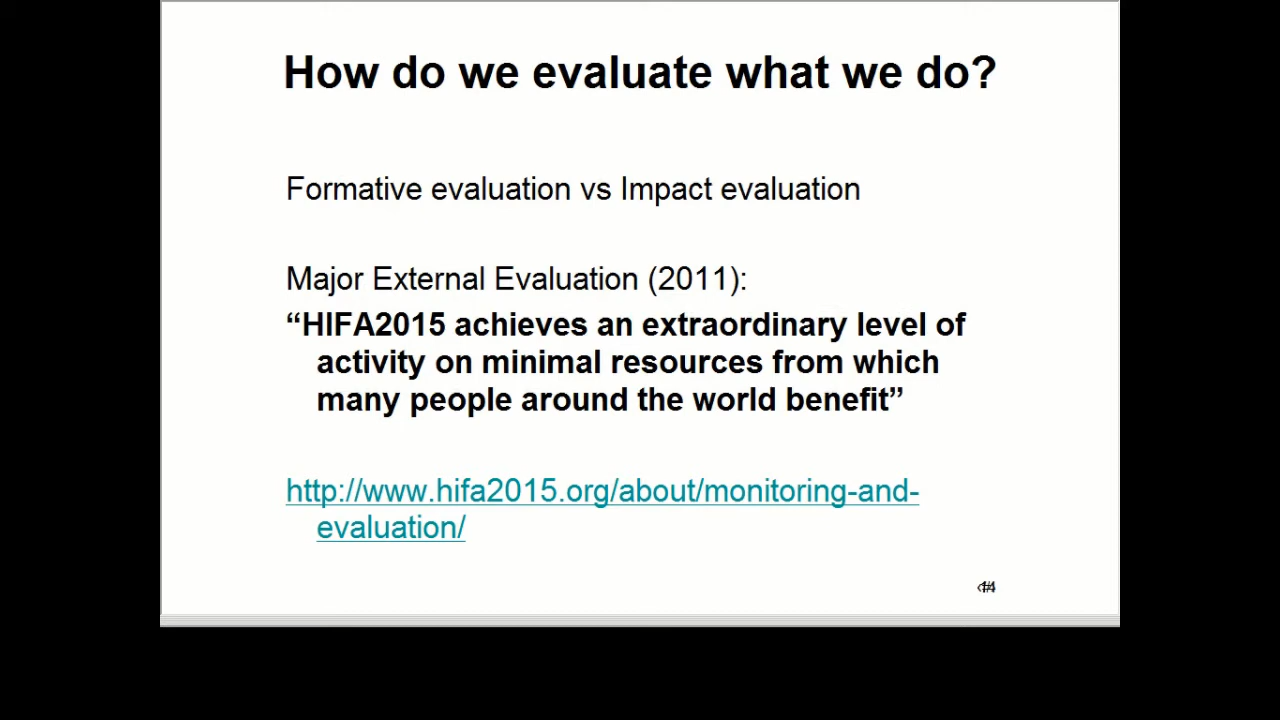 How do we evaluate what we do?
Formative evaluation vs Impact evaluation
Major External Evaluation (2011):
“HIFA2015 achieves an extraordinary level of
activity on minimal resources from which
many people around the world benefit”
http://www.hifa2015.org/about/monitoring-and-
evaluation/